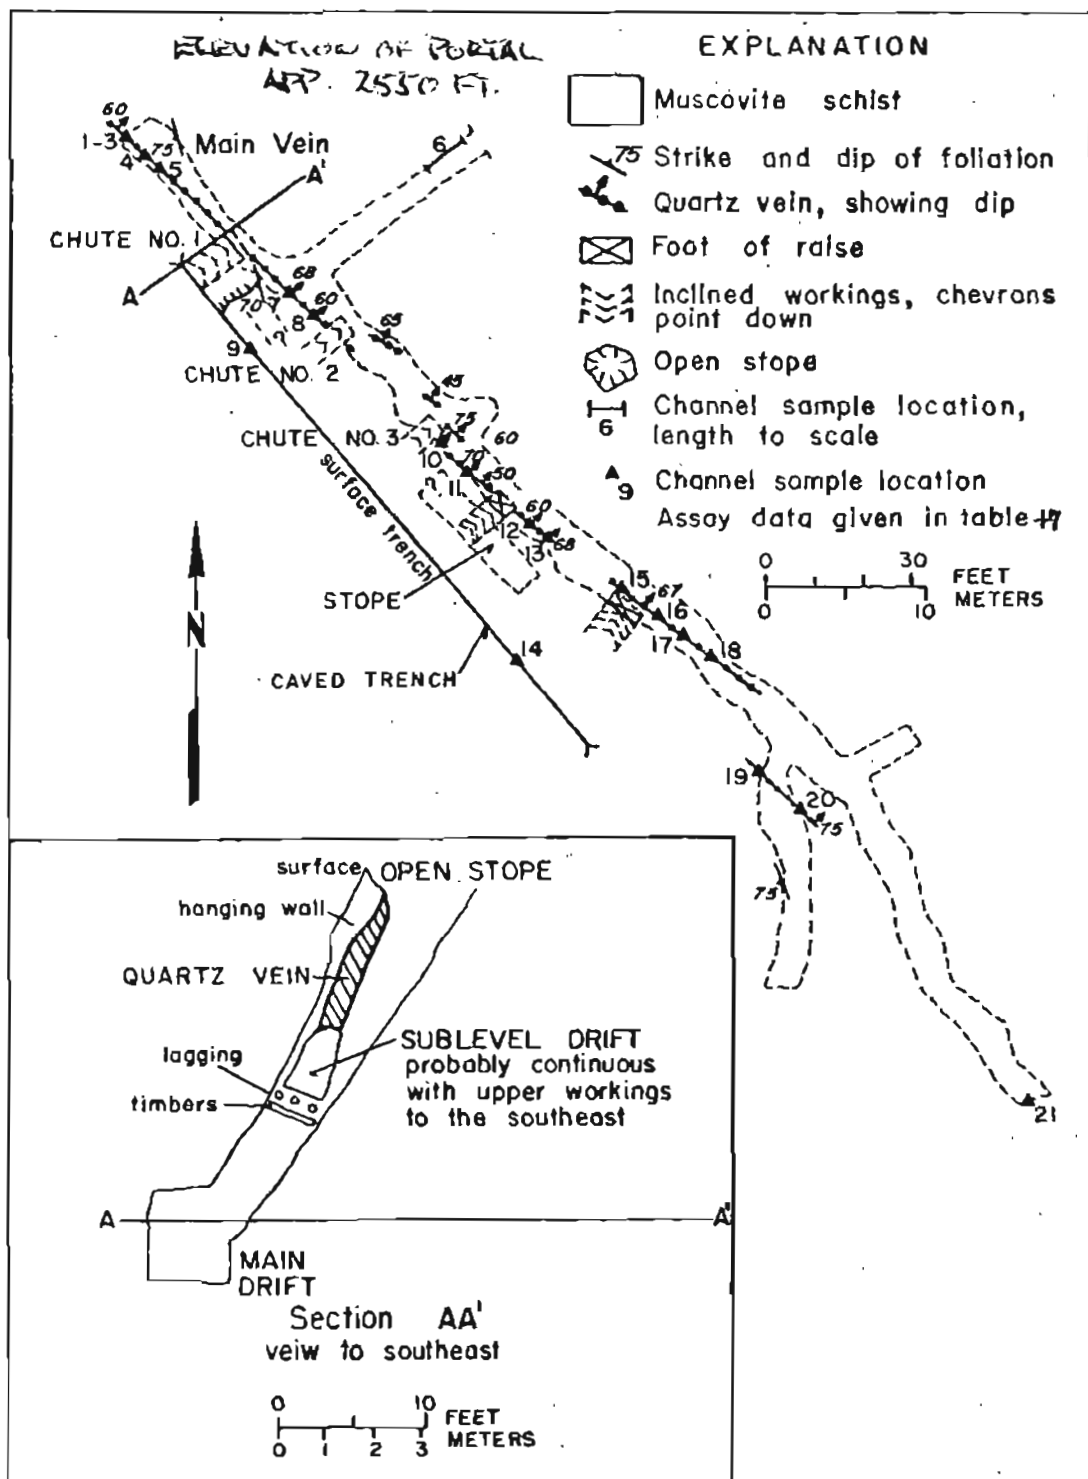 ELEVATION OF PORTAL
APP. 2550 FT.
EXPLANATION
Muscovite schist
75 Strike and dip of foliation
Quartz vein, showing dip
Foot of raise
Inclined workings, chevrons
point down
Open stope
6 Channel sample location,
length to scale
9 Channel sample location
Assay data given in table 17
0 30 FEET
0 10 METERS
60
1-3
4
75
5
Main Vein
6
A'
CHUTE NO. 1
A
70
68
60
8
9
CHUTE NO. 2
65
45
CHUTE NO. 3
75
60
10
70
50
11
12
60
13
68
surface trench
STOPE
N
15
67
16
17
18
14
CAVED TRENCH
19
20
75
75
21
surface
OPEN STOPE
hanging wall
QUARTZ VEIN
SUBLEVEL DRIFT
probably continuous
with upper workings
to the southeast
lagging
timbers
A
A'
MAIN
DRIFT
Section AA'
veiw to southeast
0 10 FEET
0 1 2 3 METERS